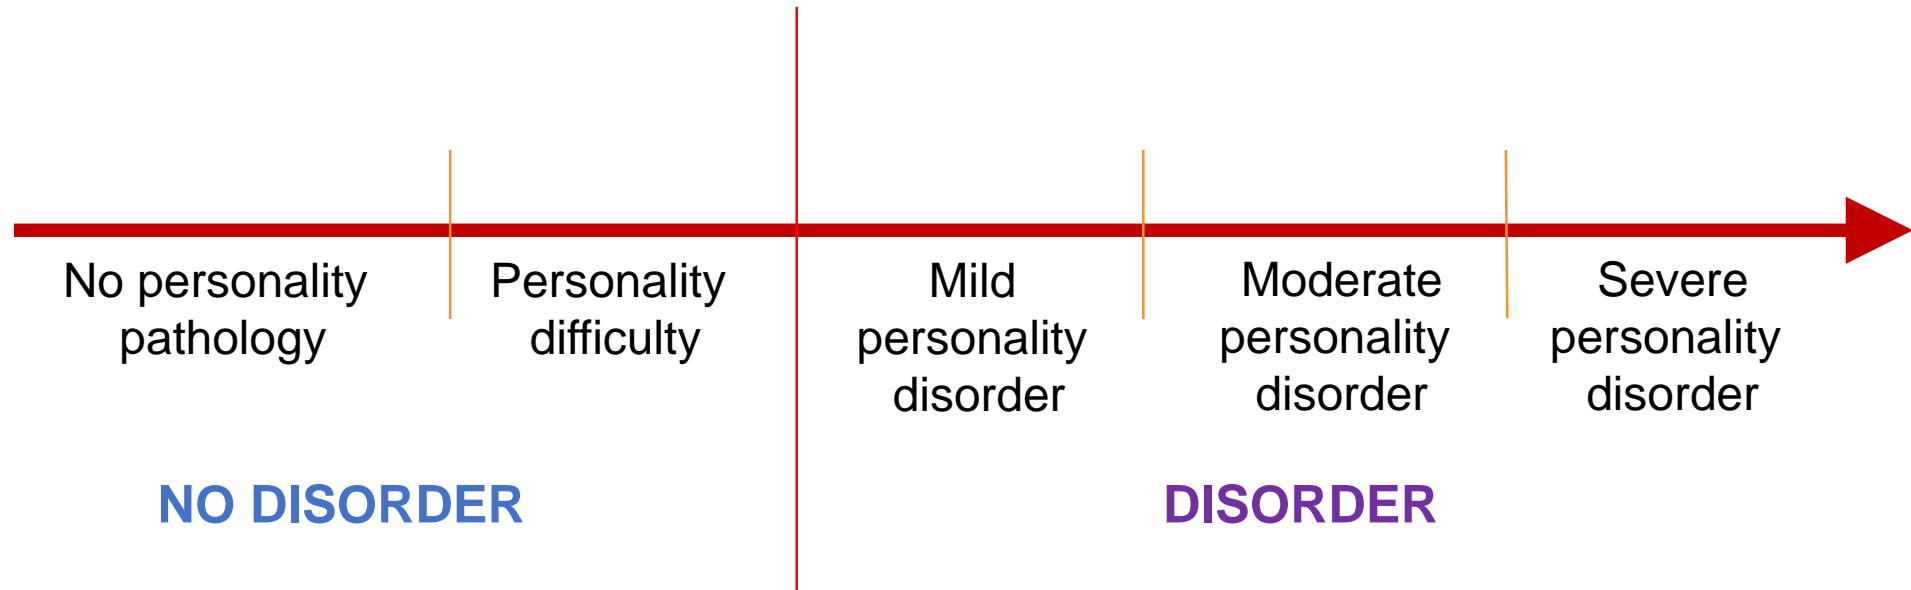 No personality
pathology
Personality
difficulty
Mild
personality
disorder
Moderate
personality
disorder
Severe
personality
disorder
NO DISORDER
DISORDER